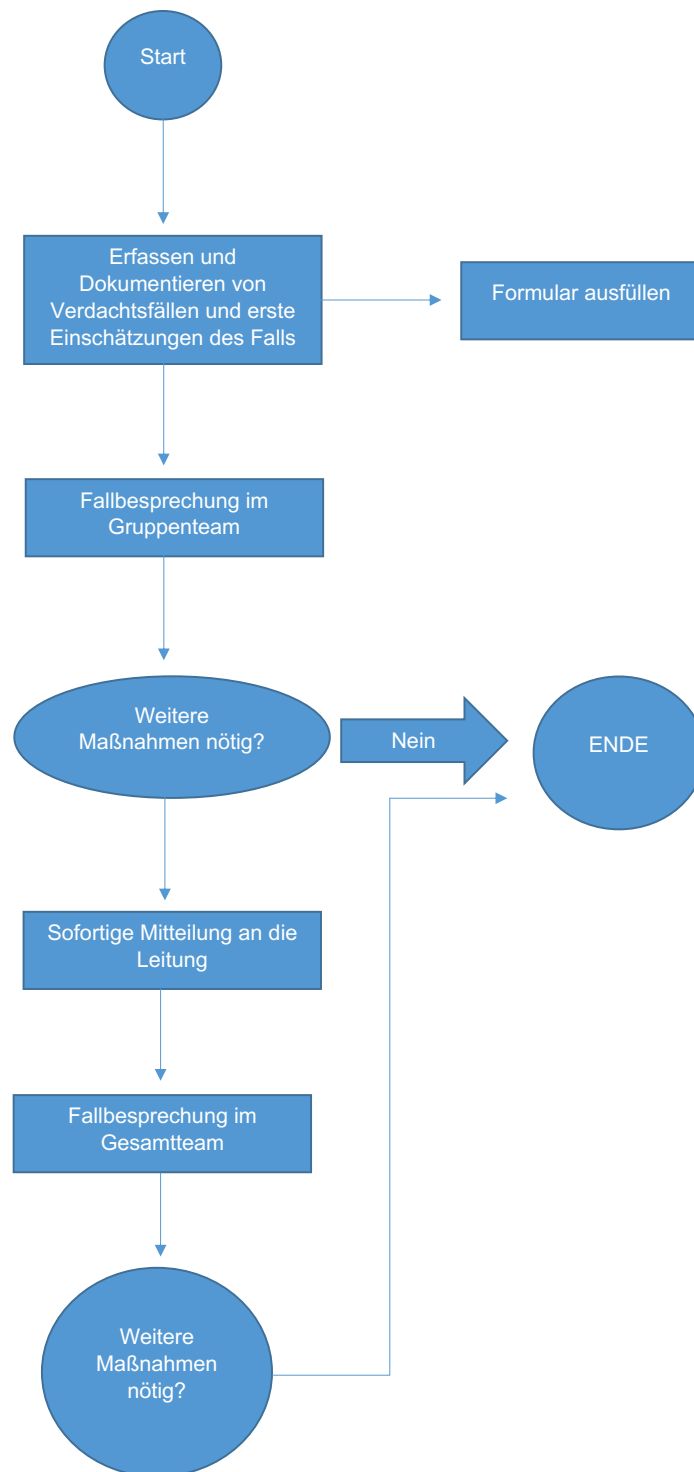 Start
Erfassen und
Dokumentieren von
Verdachtsfällen und erste
Einschätzungen des Falls
Formular ausfüllen
Fallbesprechung im
Gruppenteam
Weitere
Maßnahmen nötig?
Nein
ENDE
Sofortige Mitteilung an die
Leitung
Fallbesprechung im
Gesamtteam
Weitere
Maßnahmen
nötig?